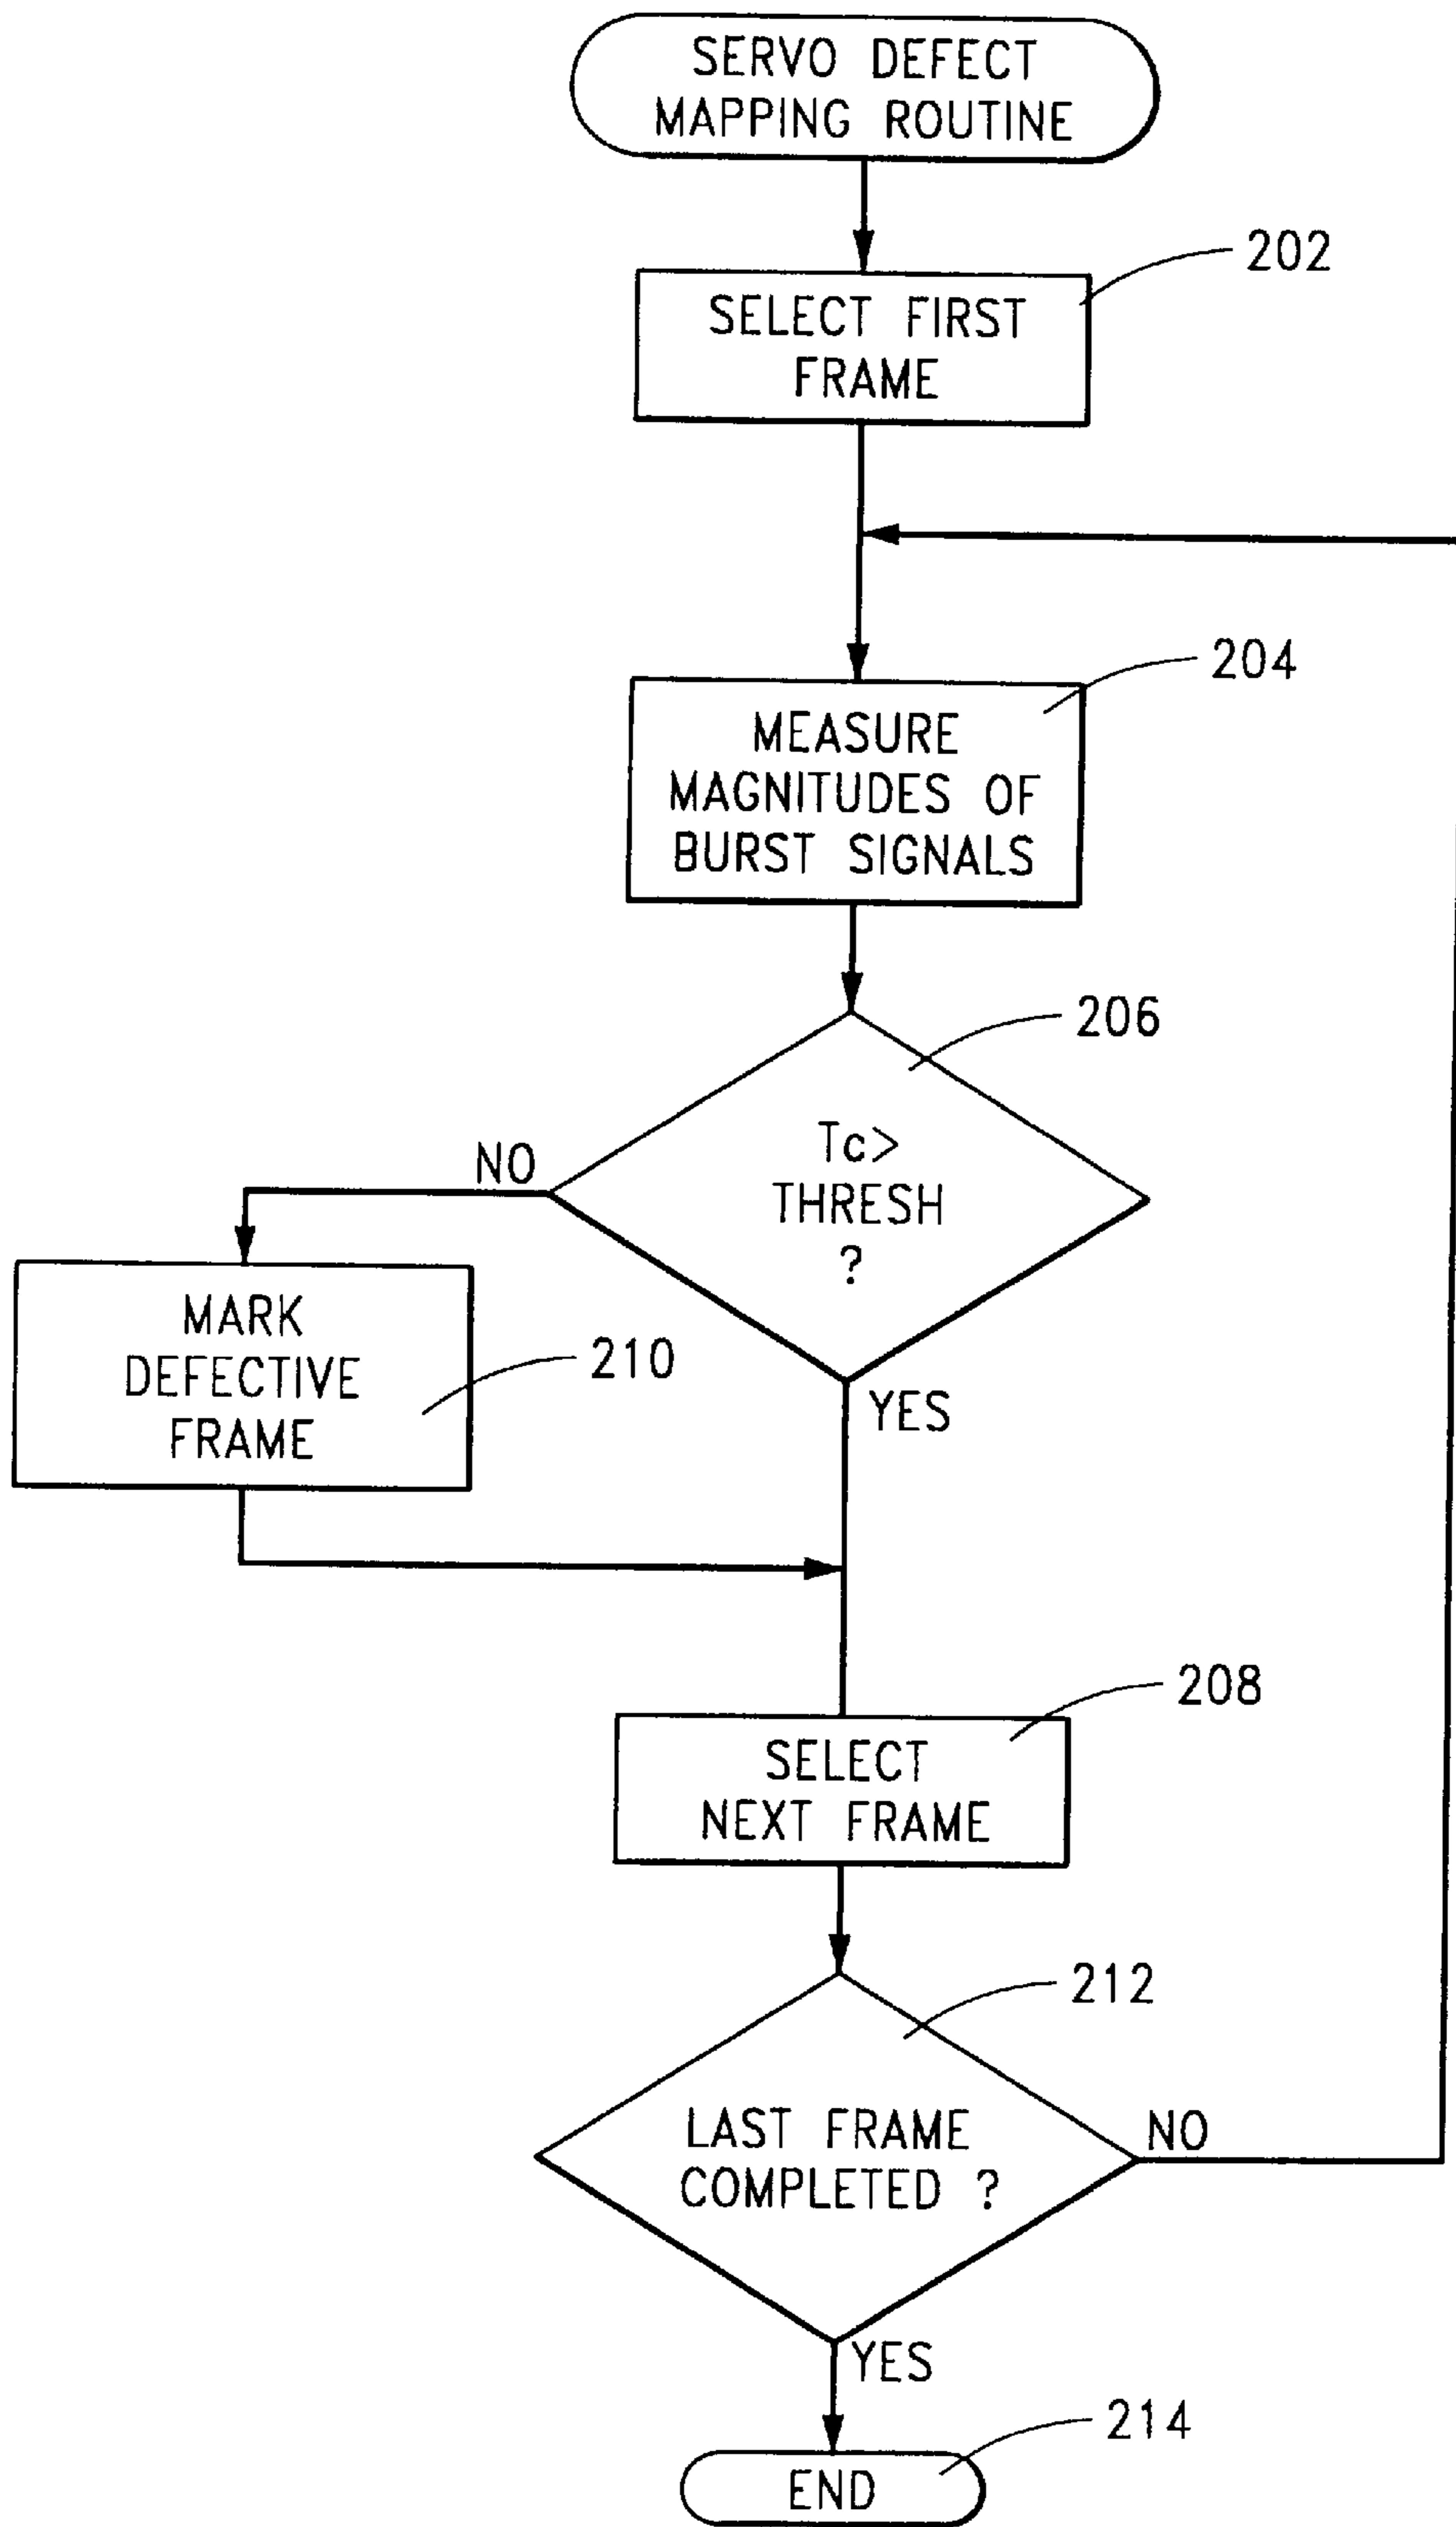 SERVO DEFECT
MAPPING ROUTINE
202
SELECT FIRST
FRAME
204
MEASURE
MAGNITUDES OF
BURST SIGNALS
206
Tc>
THRESH
?
NO
YES
MARK
DEFECTIVE
FRAME
210
208
SELECT
NEXT FRAME
212
LAST FRAME
COMPLETED ?
NO
YES
214
END